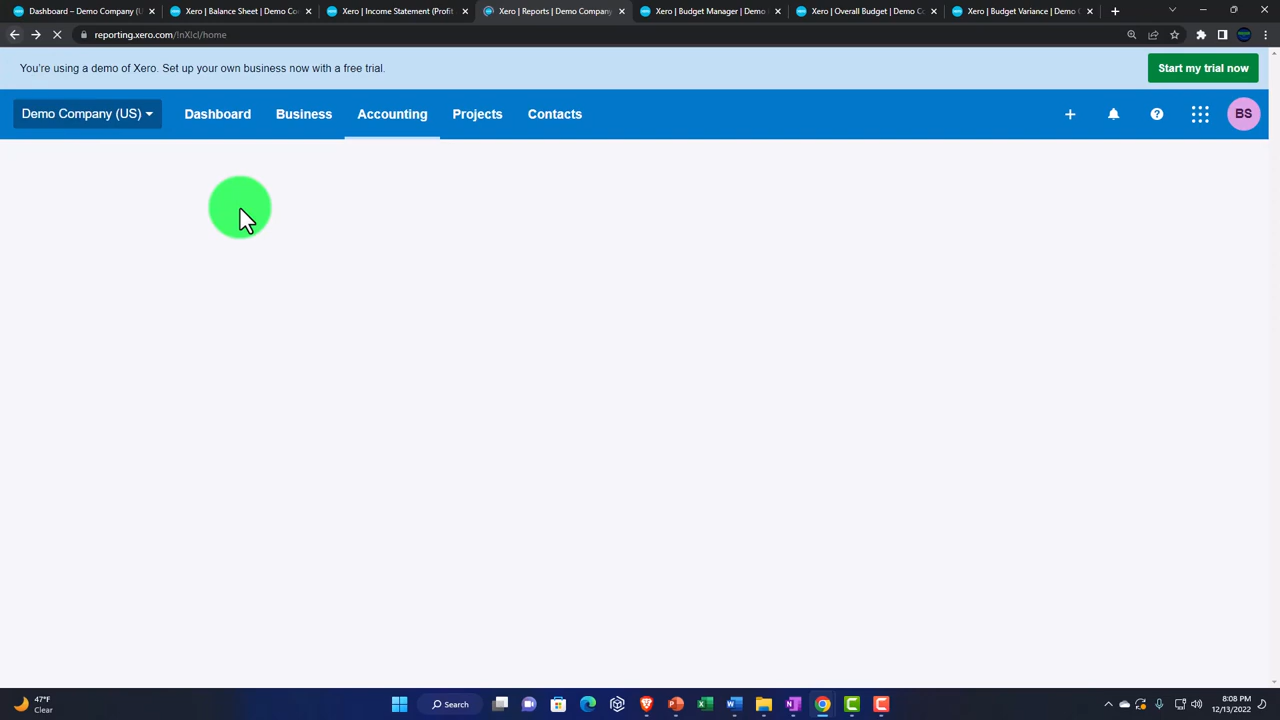 Dashboard – Demo Company (U
Xero | Balance Sheet | Demo Co
Xero | Income Statement (Profit
Xero | Reports | Demo Company
Xero | Budget Manager | Demo
Xero | Overall Budget | Demo C
Xero | Budget Variance | Demo
reporting.xero.com/!nX!cl/home
You're using a demo of Xero. Set up your own business now with a free trial.
Start my trial now
Demo Company (US)
Dashboard
Business
Accounting
Projects
Contacts
BS
47°F
Clear
Search
8:08 PM
12/13/2022